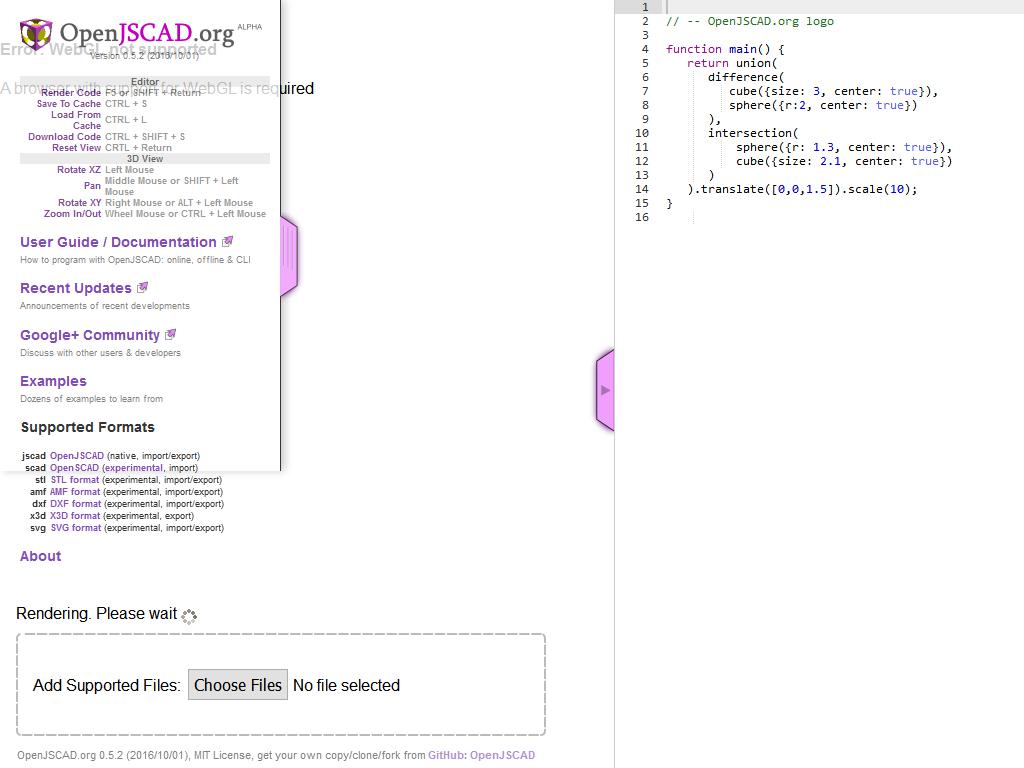 OpenJSCAD.org ALPHA
Error: WebGL not supported
Version 0.5.2 (2016/10/01)
A browser with support for WebGL is required
Editor
Render Code F5 or SHIFT + Return
Save To Cache CTRL + S
Load From Cache CTRL + L
Download Code CTRL + SHIFT + S
Reset View CRTL + Return
3D View
Rotate XZ Left Mouse
Pan Middle Mouse or SHIFT + Left Mouse
Rotate XY Right Mouse or ALT + Left Mouse
Zoom In/Out Wheel Mouse or CTRL + Left Mouse
User Guide / Documentation
How to program with OpenJSCAD: online, offline & CLI
Recent Updates
Announcements of recent developments
Google+ Community
Discuss with other users & developers
Examples
Dozens of examples to learn from
Supported Formats
jscad OpenJSCAD (native, import/export)
scad OpenSCAD (experimental, import)
stl STL format (experimental, import/export)
amf AMF format (experimental, import/export)
dxf DXF format (experimental, import/export)
x3d X3D format (experimental, export)
svg SVG format (experimental, import/export)
About
Rendering. Please wait
Add Supported Files: Choose Files No file selected
OpenJSCAD.org 0.5.2 (2016/10/01), MIT License, get your own copy/clone/fork from GitHub: OpenJSCAD
1
2 // -- OpenJSCAD.org logo
3
4 function main() {
5 return union(
6 difference(
7 cube({size: 3, center: true}),
8 sphere({r:2, center: true})
9 ),
10 intersection(
11 sphere({r: 1.3, center: true}),
12 cube({size: 2.1, center: true})
13 )
14 ).translate([0,0,1.5]).scale(10);
15 }
16